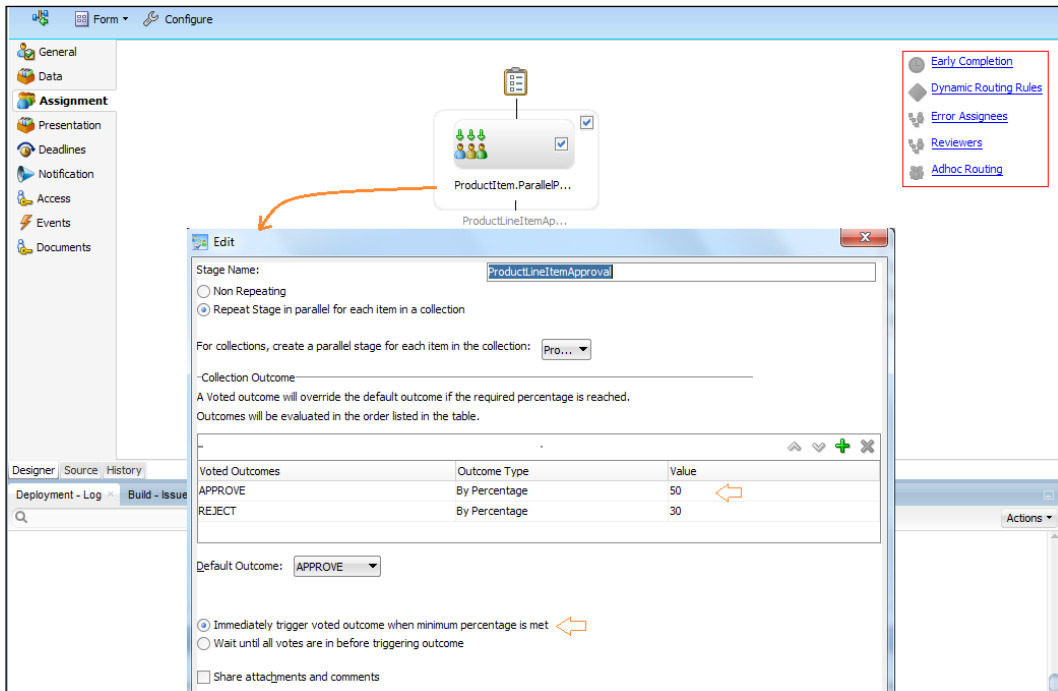 Form Configure
General
Data
Assignment
Presentation
Deadlines
Notification
Access
Events
Documents
Early Completion
Dynamic Routing Rules
Error Assignees
Reviewers
Adhoc Routing
ProductItem.ParallelP...
ProductLineItemAp...
Edit
Stage Name: ProductLineItemApproval
Non Repeating
Repeat Stage in parallel for each item in a collection
For collections, create a parallel stage for each item in the collection: Pro...
Collection Outcome
A Voted outcome will override the default outcome if the required percentage is reached.
Outcomes will be evaluated in the order listed in the table.
Voted Outcomes Outcome Type Value
APPROVE By Percentage 50
REJECT By Percentage 30
Default Outcome: APPROVE
Immediately trigger voted outcome when minimum percentage is met
Wait until all votes are in before triggering outcome
Share attachments and comments
Designer Source History
Deployment - Log Build - Issue
Actions